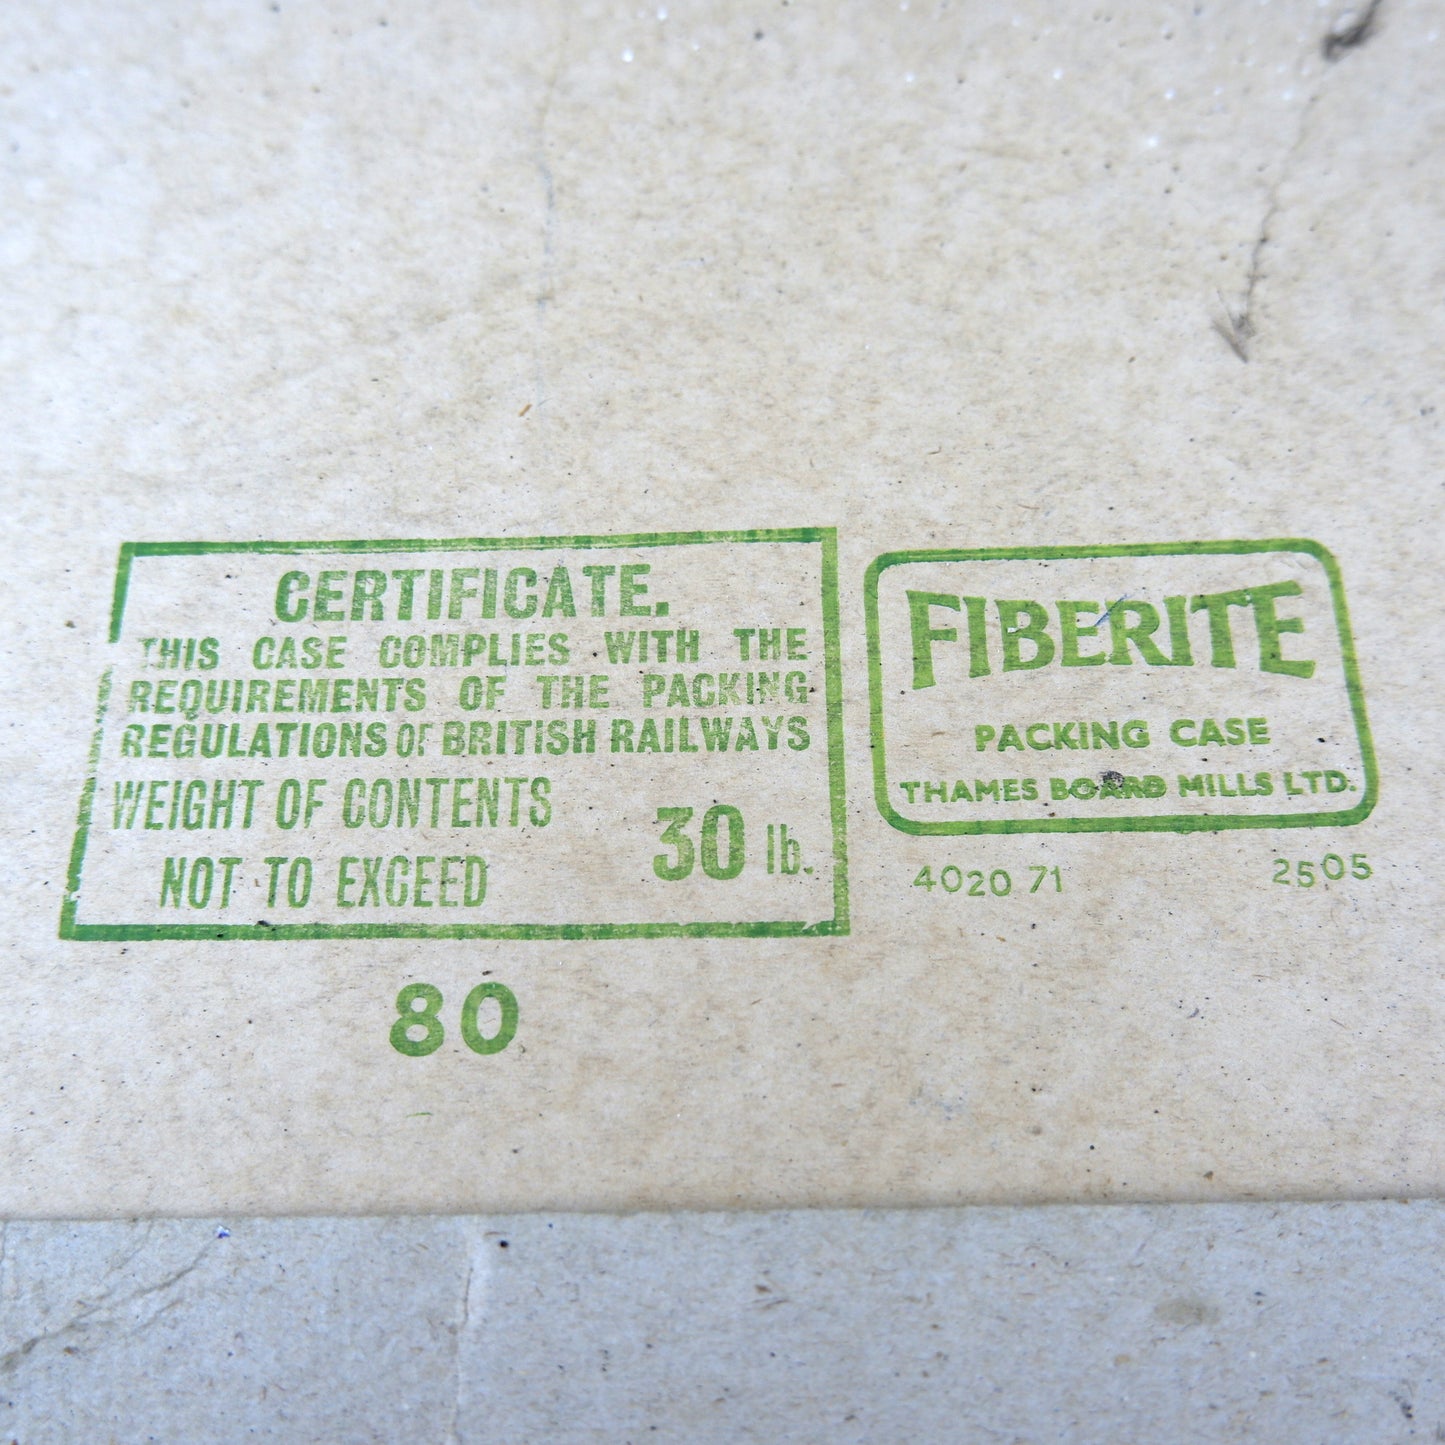 CERTIFICATE.
THIS CASE COMPLIES WITH THE
REQUIREMENTS OF THE PACKING
REGULATIONS OF BRITISH RAILWAYS
WEIGHT OF CONTENTS
NOT TO EXCEED 30 lb.
80
FIBERITE
PACKING CASE
THAMES BOARD MILLS LTD.
4020 71 2505